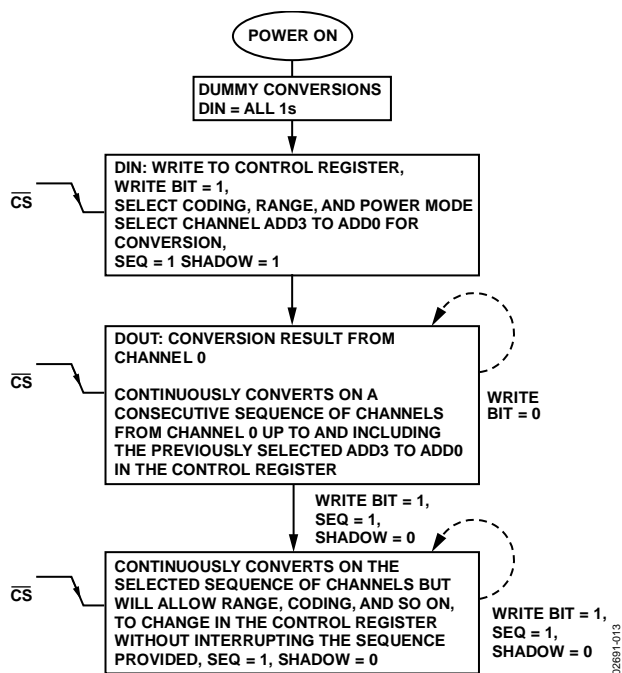 POWER ON
DUMMY CONVERSIONS
DIN = ALL 1s
CS
DIN: WRITE TO CONTROL REGISTER,
WRITE BIT = 1,
SELECT CODING, RANGE, AND POWER MODE
SELECT CHANNEL ADD3 TO ADD0 FOR
CONVERSION,
SEQ = 1 SHADOW = 1
CS
DOUT: CONVERSION RESULT FROM
CHANNEL 0
CONTINUOUSLY CONVERTS ON A
CONSECUTIVE SEQUENCE OF CHANNELS
FROM CHANNEL 0 UP TO AND INCLUDING
THE PREVIOUSLY SELECTED ADD3 TO ADD0
IN THE CONTROL REGISTER
WRITE
BIT = 0
WRITE BIT = 1,
SEQ = 1,
SHADOW = 0
CS
CONTINUOUSLY CONVERTS ON THE
SELECTED SEQUENCE OF CHANNELS BUT
WILL ALLOW RANGE, CODING, AND SO ON,
TO CHANGE IN THE CONTROL REGISTER
WITHOUT INTERRUPTING THE SEQUENCE
PROVIDED, SEQ = 1, SHADOW = 0
WRITE BIT = 1,
SEQ = 1,
SHADOW = 0
02691-013